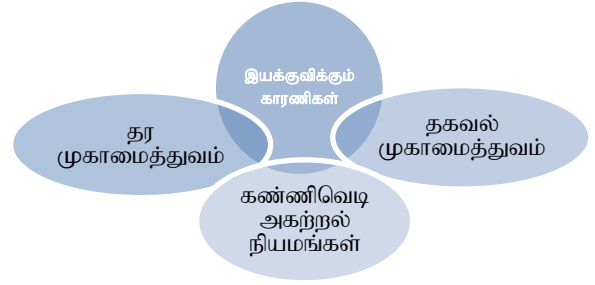 இயக்குவிக்கும்
காரணிகள்
தர
முகாமைத்துவம்
தகவல்
முகாமைத்துவம்
கண்ணிவெடி
அகற்றல்
நியமங்கள்